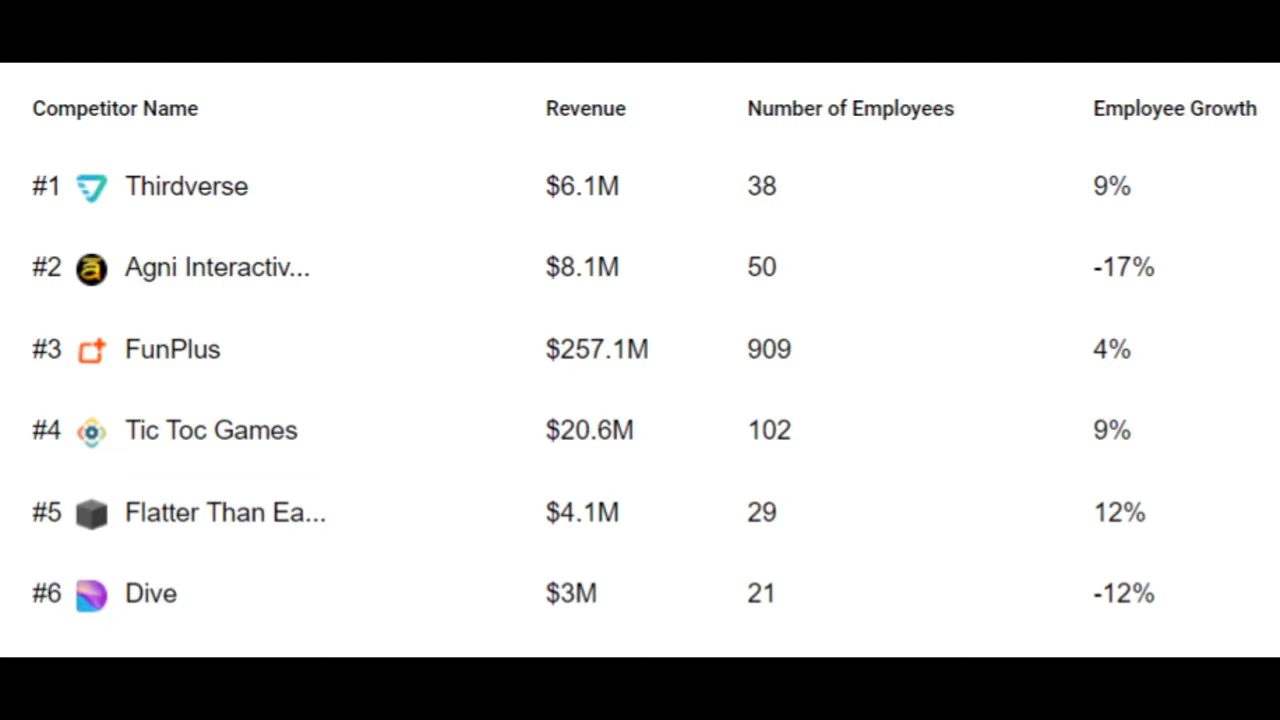 Competitor Name Revenue Number of Employees Employee Growth
#1 Thirdverse $6.1M 38 9%
#2 Agni Interactiv... $8.1M 50 -17%
#3 FunPlus $257.1M 909 4%
#4 Tic Toc Games $20.6M 102 9%
#5 Flatter Than Ea... $4.1M 29 12%
#6 Dive $3M 21 -12%